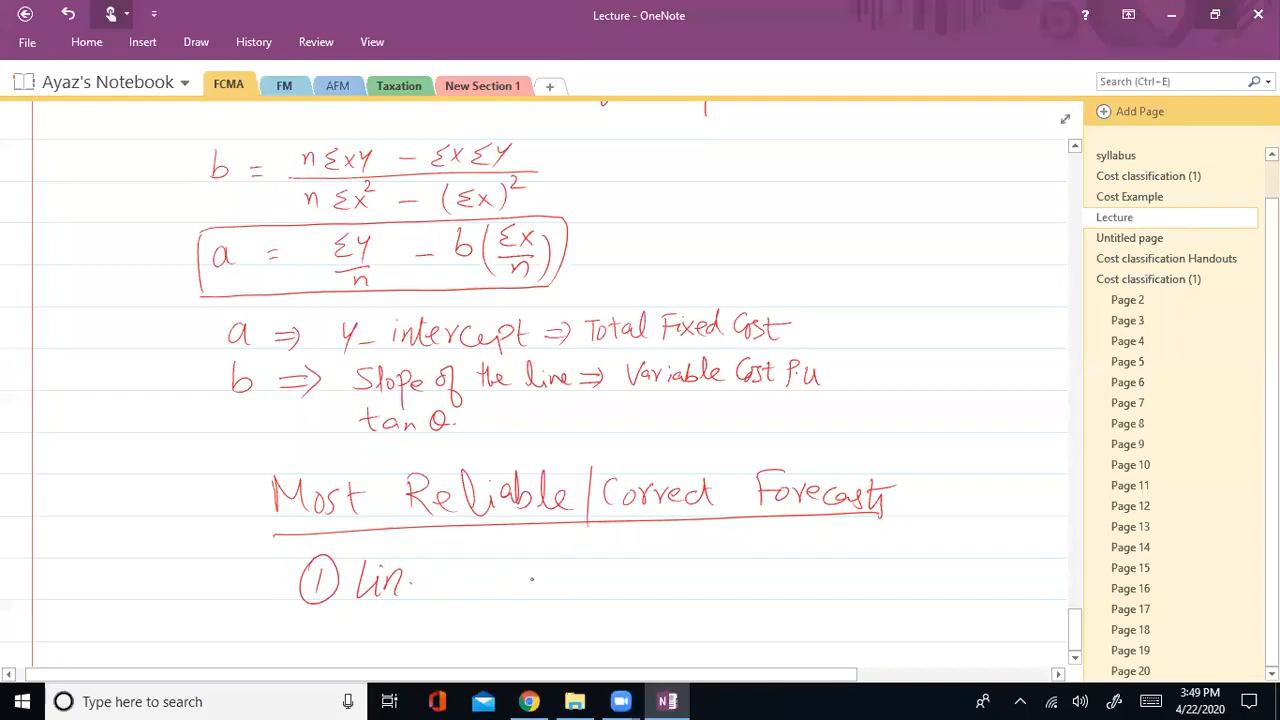 Lecture - OneNote
File Home Insert Draw History Review View
Ayaz's Notebook FCMA FM AFM Taxation New Section 1 Search (Ctrl+E)
Add Page
b = nΣxy - ΣxΣy / nΣx² - (Σx)²
a = Σy/n - b(Σx/n)
a ⇒ y-intercept ⇒ Total Fixed Cost
b ⇒ Slope of the line ⇒ Variable Cost P.U
tan θ.
Most Reliable/Correct Forecasts
① Lin.
syllabus
Cost classification (1)
Cost Example
Lecture
Untitled page
Cost classification Handouts
Cost classification (1)
Page 2
Page 3
Page 4
Page 5
Page 6
Page 7
Page 8
Page 9
Page 10
Page 11
Page 12
Page 13
Page 14
Page 15
Page 16
Page 17
Page 18
Page 19
Page 20
Type here to search
3:49 PM
4/22/2020